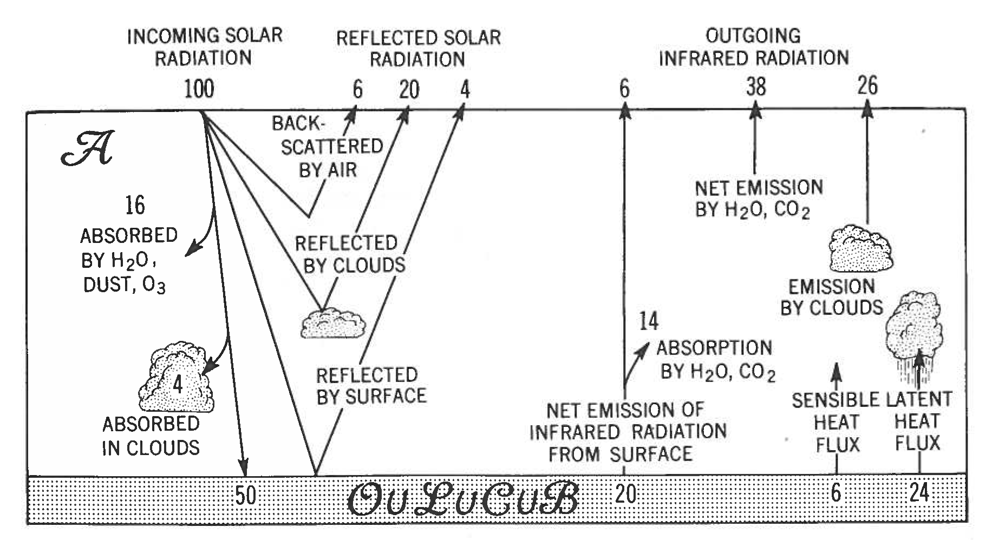 INCOMING SOLAR
RADIATION
100
REFLECTED SOLAR
RADIATION
6 20 4
OUTGOING
INFRARED RADIATION
6 38 26
A
BACK-
SCATTERED
BY AIR
16
ABSORBED
BY H2O,
DUST, O3
REFLECTED
BY CLOUDS
NET EMISSION
BY H2O, CO2
EMISSION
BY CLOUDS
4
ABSORBED
IN CLOUDS
REFLECTED
BY SURFACE
14
ABSORPTION
BY H2O, CO2
NET EMISSION OF
INFRARED RADIATION
FROM SURFACE
SENSIBLE
HEAT
FLUX
LATENT
HEAT
FLUX
50 O∪L∪C∪B 20 6 24